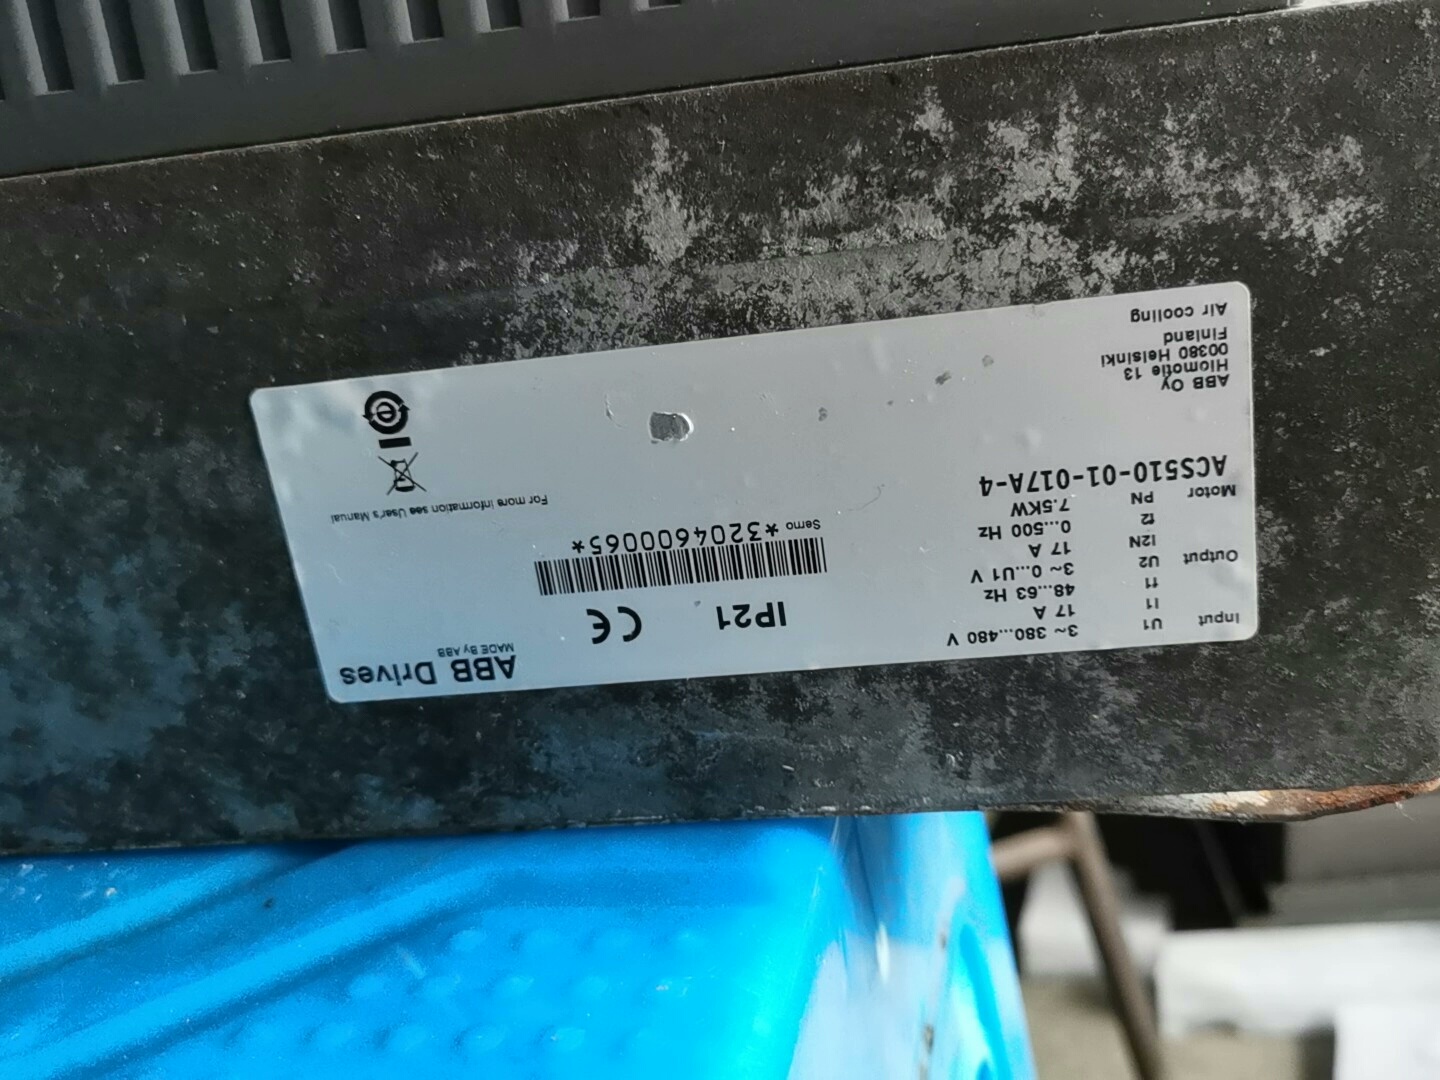 ABB Drives
MADE By ABB
IP21 CE
Input U1 3~ 380...480 V
I1 17 A
f1 48...63 Hz
Output U2 3~ 0...U1 V
I2N 17 A
f2 0...500 Hz
Motor PN 7.5KW
ACS510-01-017A-4
Serno *3204600065*
For more information see User's Manual
ABB Oy
Hiomotie 13
00380 Helsinki
Finland
Air cooling